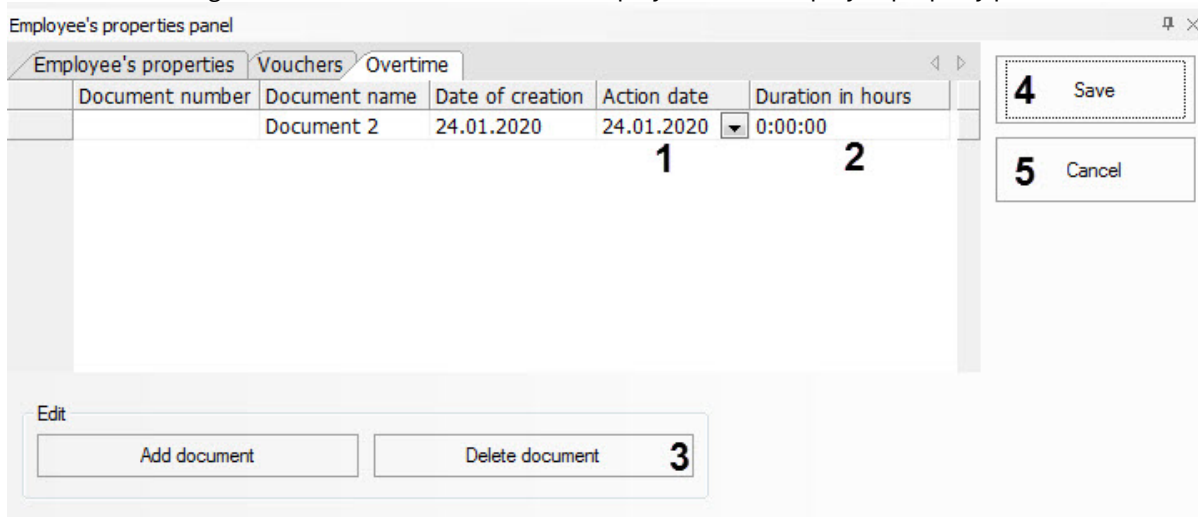 Employee's properties panel
Employee's properties Vouchers Overtime
Document number Document name Date of creation Action date Duration in hours
Document 2 24.01.2020 24.01.2020 0:00:00
1 2
4 Save
5 Cancel
Edit
Add document Delete document 3